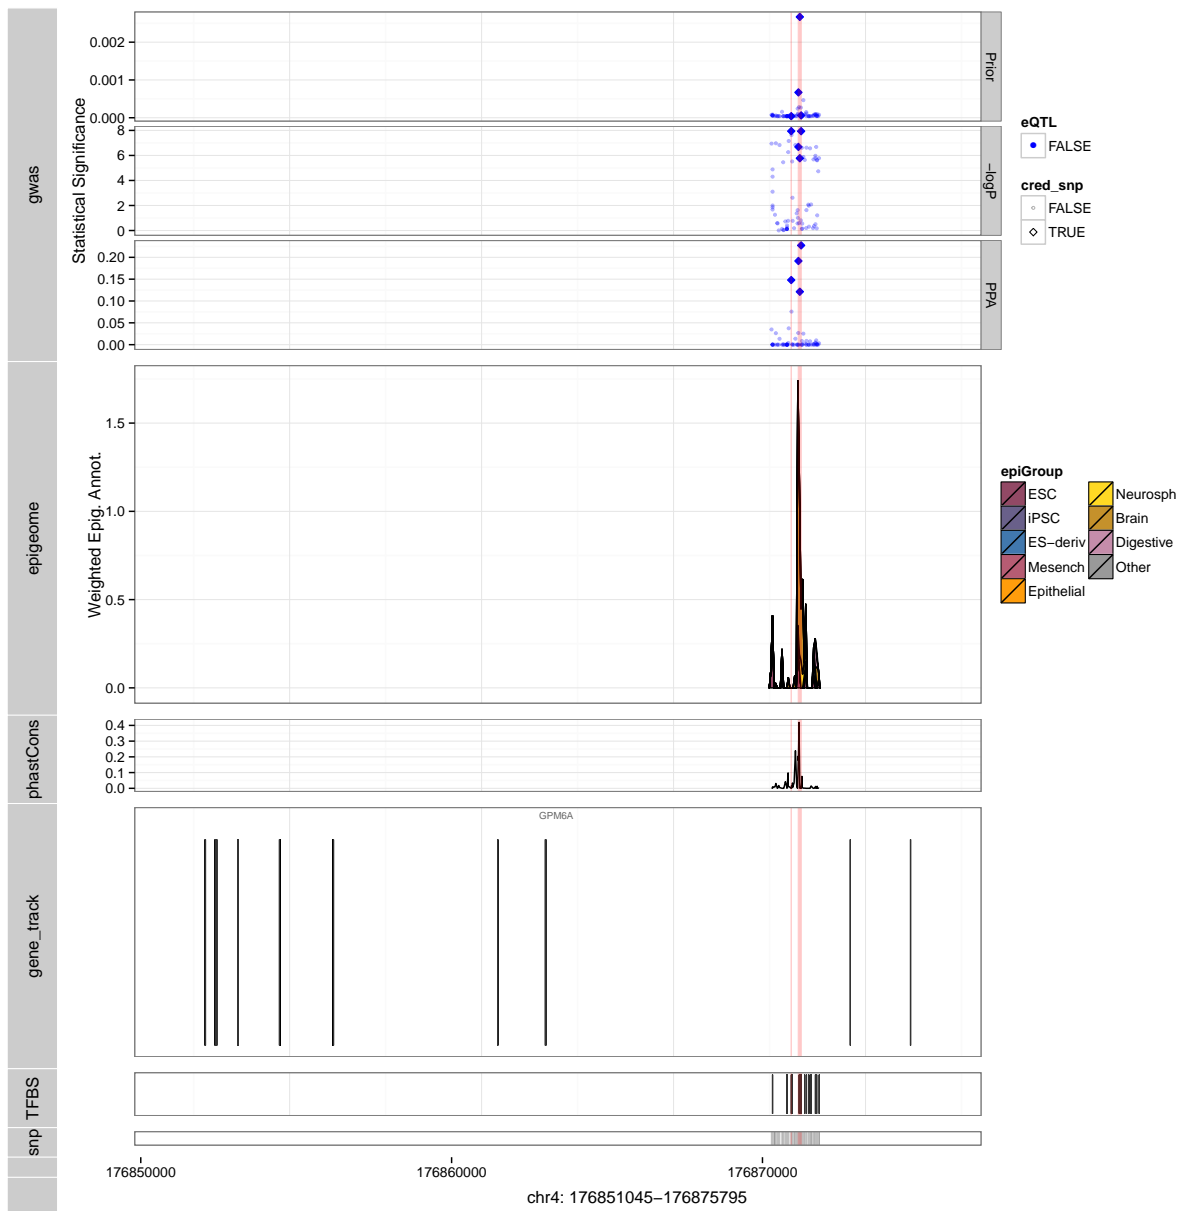 gwas
Statistical Significance
0.002
0.001
0.000
Prior
8
6
4
2
0
−logP
0.20
0.15
0.10
0.05
0.00
PPA
eQTL
FALSE
cred_snp
FALSE
TRUE
epigeome
Weighted Epig. Annot.
1.5
1.0
0.5
0.0
epiGroup
ESC
iPSC
ES−deriv
Mesench
Epithelial
Neurosph
Brain
Digestive
Other
phastCons
0.4
0.3
0.2
0.1
0.0
gene_track
GPM6A
TFBS
snp
176850000 176860000 176870000
chr4: 176851045−176875795